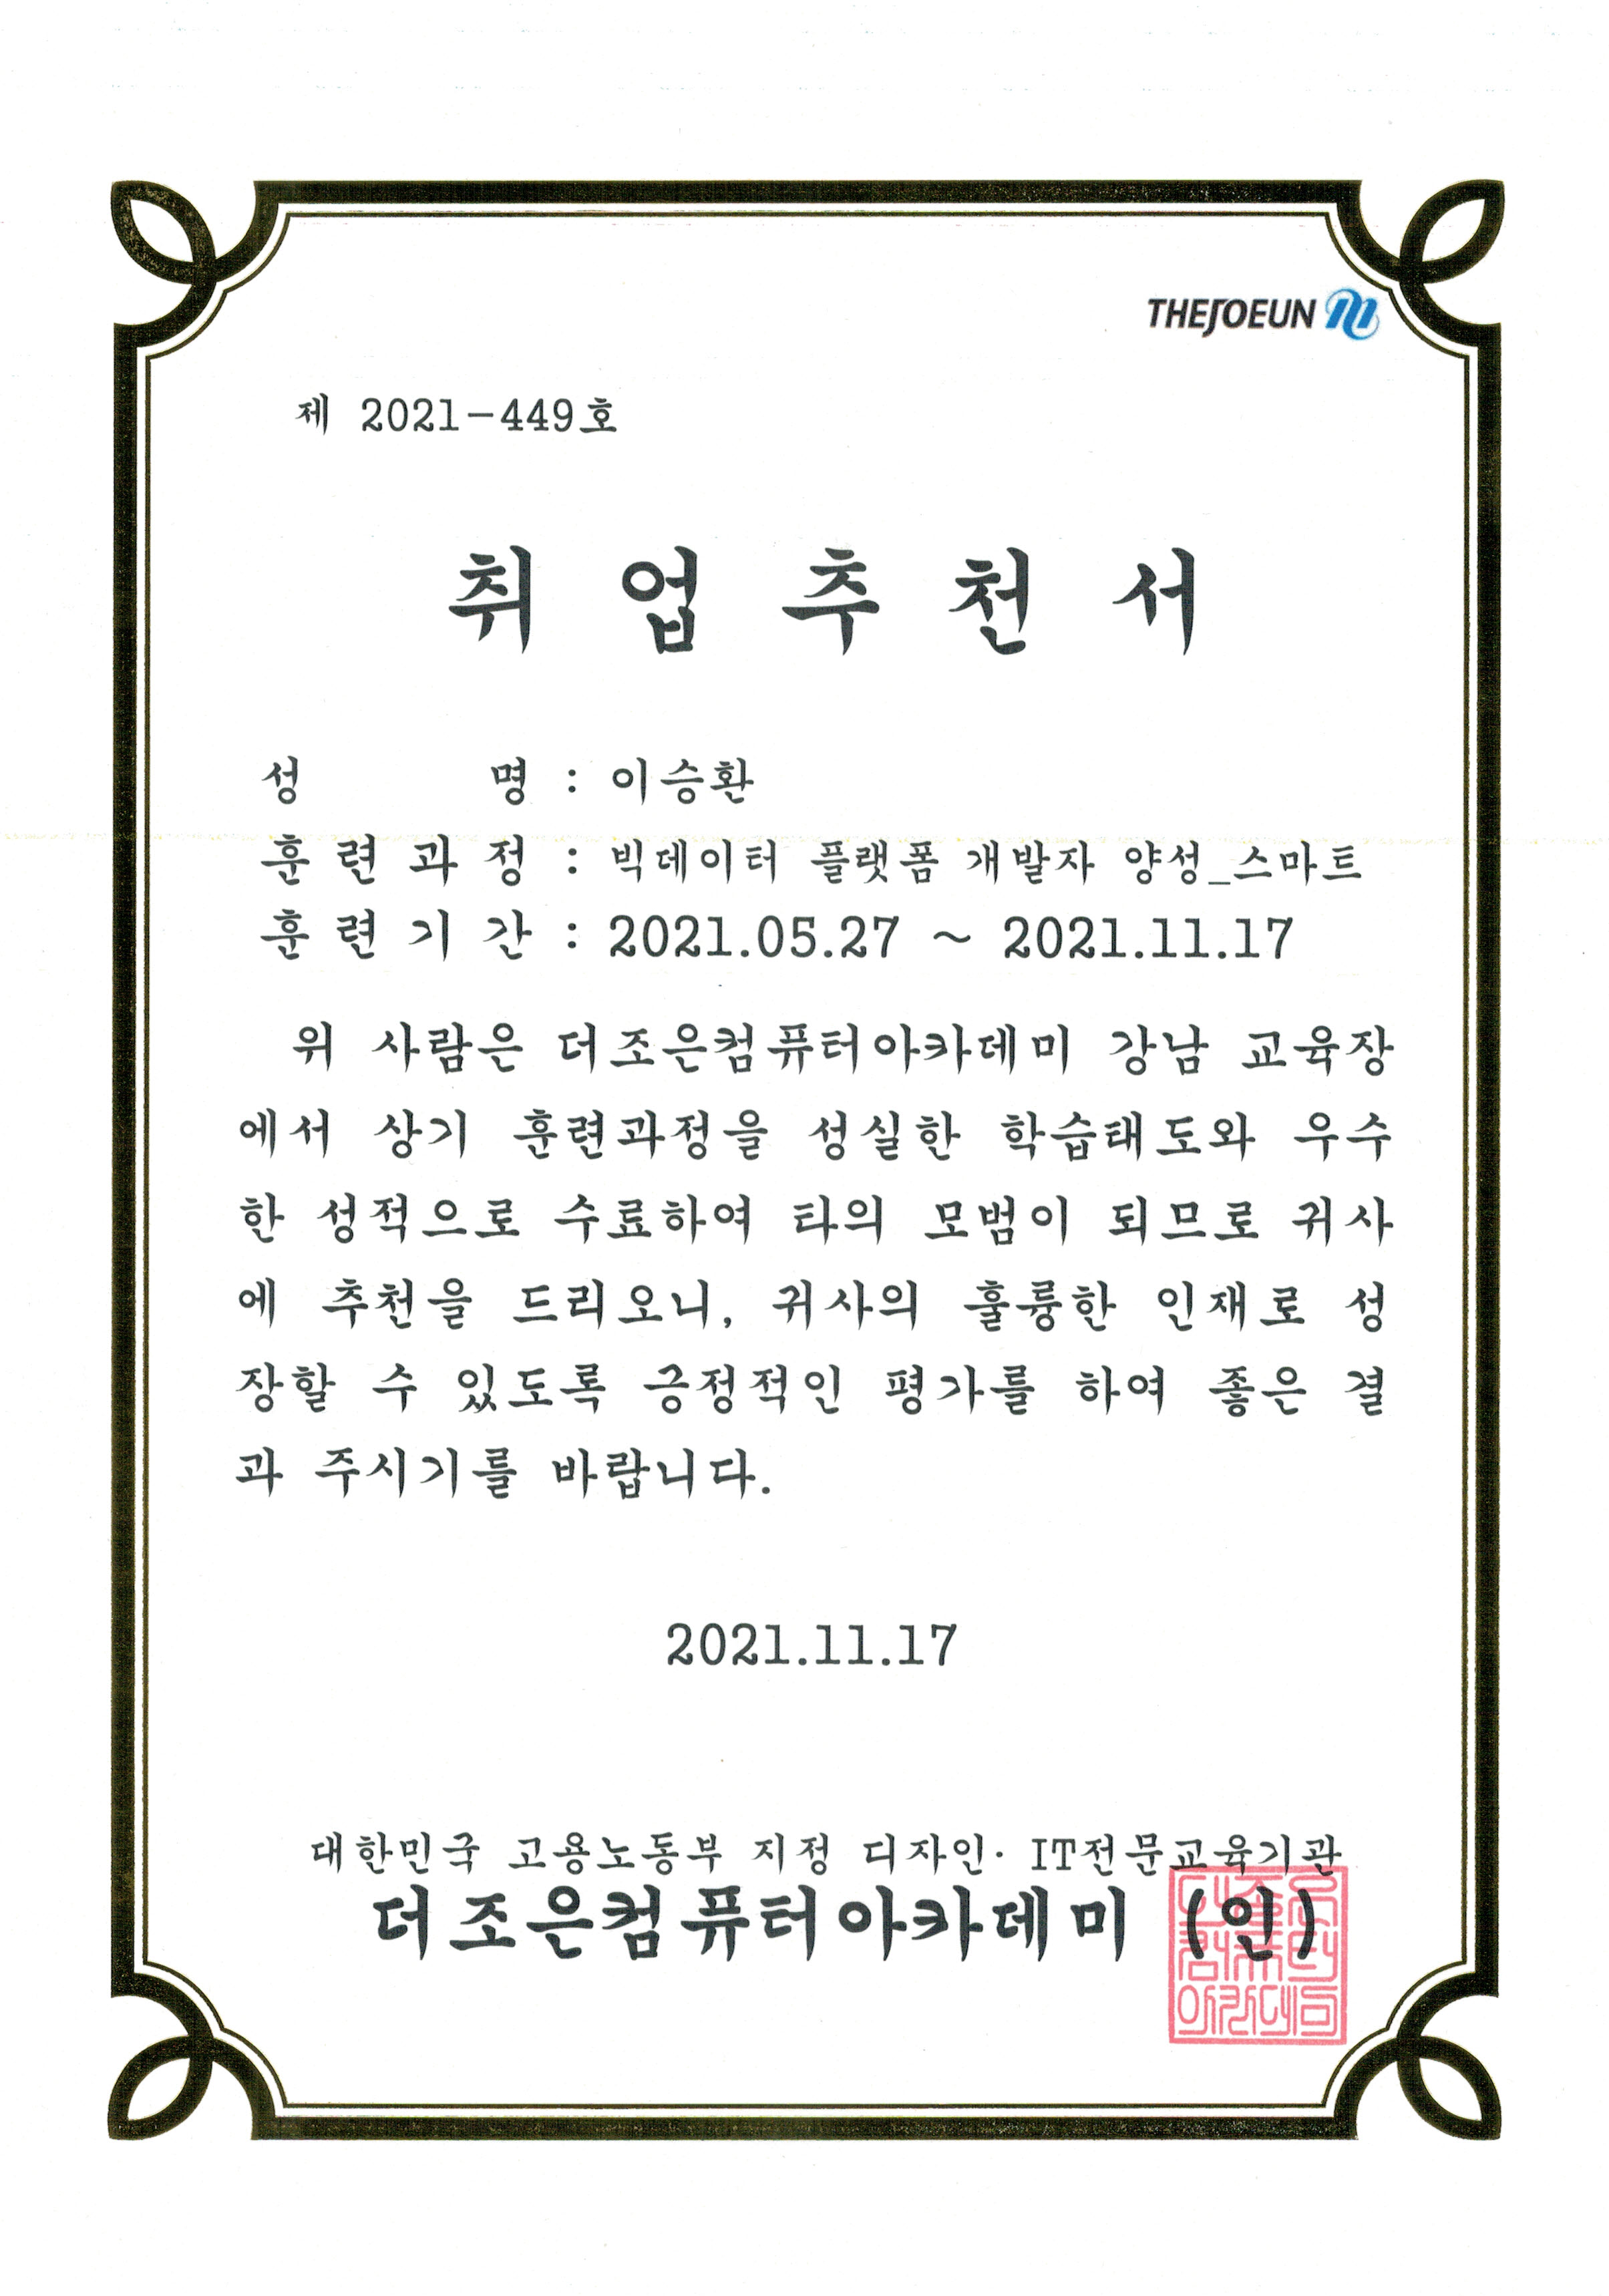 THEJOEUN
제 2021-449호
취 업 추 천 서
성 명 : 이승환
훈 련 과 정 : 빅데이터 플랫폼 개발자 양성_스마트
훈 련 기 간 : 2021.05.27 ~ 2021.11.17
위 사람은 더조은컴퓨터아카데미 강남 교육장
에서 상기 훈련과정을 성실한 학습태도와 우수
한 성적으로 수료하여 타의 모범이 되므로 귀사
에 추천을 드리오니, 귀사의 훌륭한 인재로 성
장할 수 있도록 긍정적인 평가를 하여 좋은 결
과 주시기를 바랍니다.
2021.11.17
대한민국 고용노동부 지정 디자인· IT전문교육기관
더조은컴퓨터아카데미 (인)